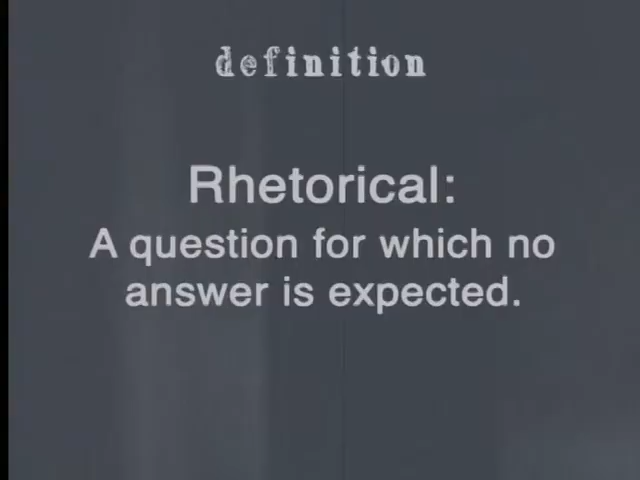 definition
Rhetorical:
A question for which no
answer is expected.